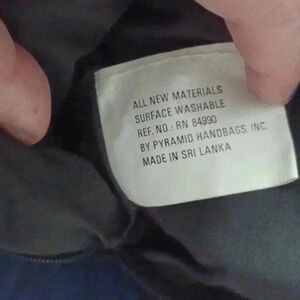 ALL NEW MATERIALS
SURFACE WASHABLE
REF. NO.: RN 84990
BY PYRAMID HANDBAGS, INC.
MADE IN SRI LANKA